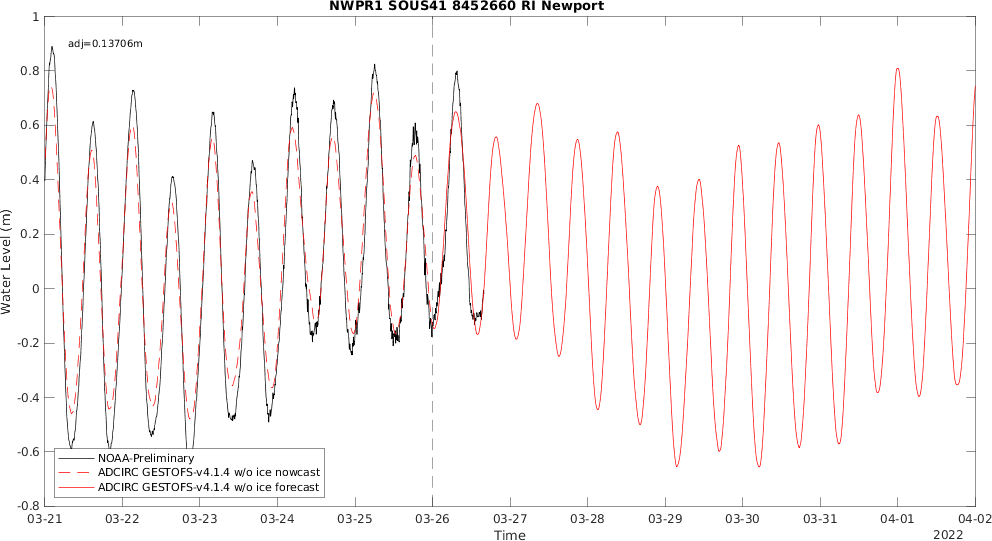 NWPR1 SOUS41 8452660 RI Newport
adj=0.13706m
Water Level (m)
1
0.8
0.6
0.4
0.2
0
-0.2
-0.4
-0.6
-0.8
NOAA-Preliminary
ADCIRC GESTOFS-v4.1.4 w/o ice nowcast
ADCIRC GESTOFS-v4.1.4 w/o ice forecast
03-21 03-22 03-23 03-24 03-25 03-26 03-27 03-28 03-29 03-30 03-31 04-01 04-02
Time
2022